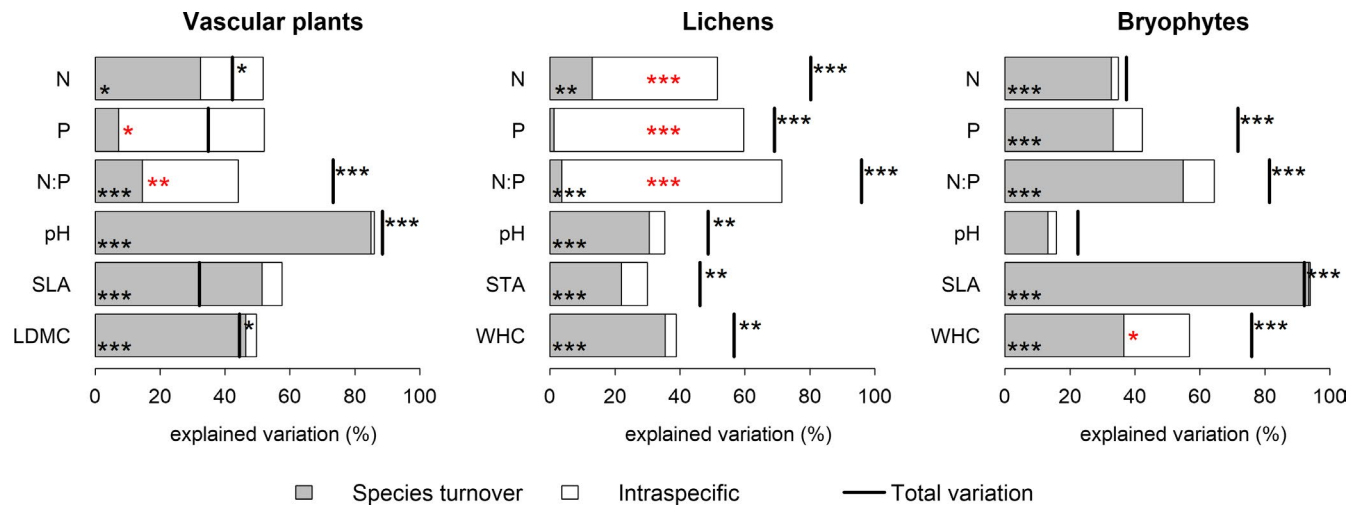 Vascular plants
N
* *
P
*
N:P
*** ** ***
pH
*** ***
SLA
***
LDMC
*** *
0 20 40 60 80 100
explained variation (%)
Lichens
N
** *** ***
P
*** ***
N:P
*** *** ***
pH
*** **
STA
*** **
WHC
*** **
0 20 40 60 80 100
explained variation (%)
Bryophytes
N
***
P
*** ***
N:P
*** ***
pH
SLA
*** ***
WHC
*** * ***
0 20 40 60 80 100
explained variation (%)
Species turnover Intraspecific Total variation